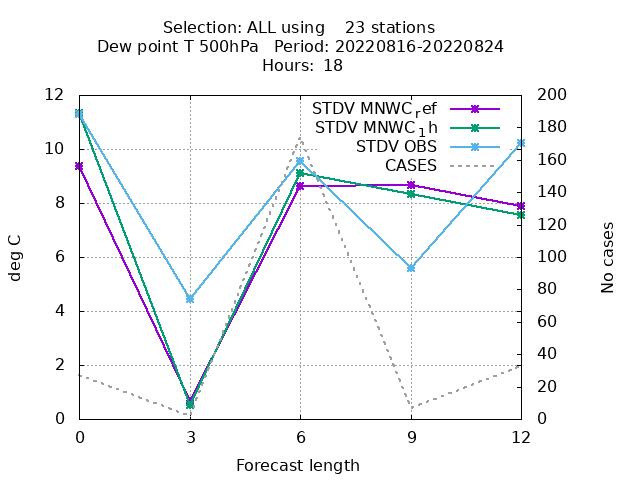 Selection: ALL using    23 stations
Dew point T 500hPa   Period: 20220816-20220824
Hours: 18
STDV MNWCref
STDV MNWC1h
STDV OBS
CASES
12
10
8
6
4
2
0
200
180
160
140
120
100
80
60
40
20
0
deg C
No cases
0 3 6 9 12
Forecast length